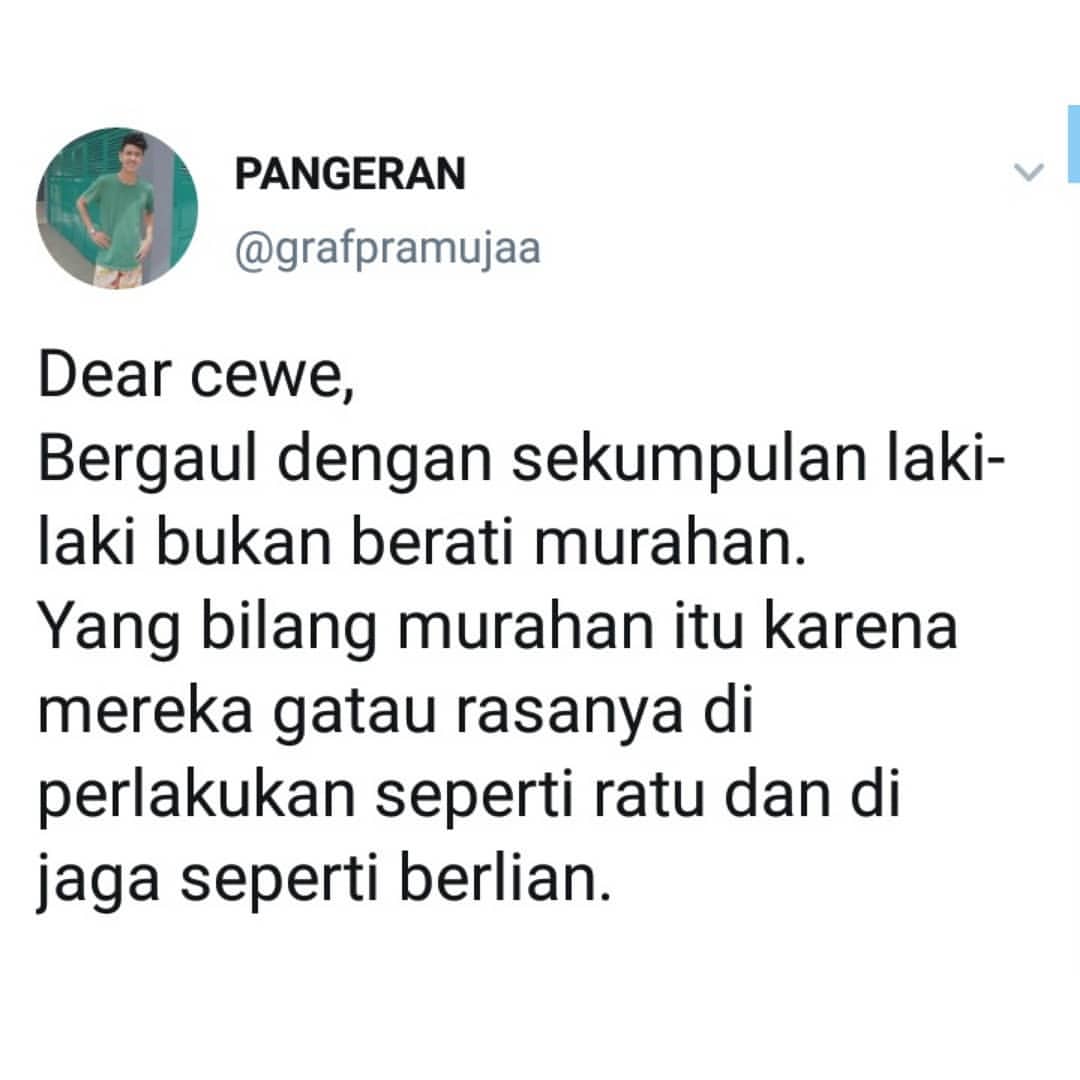 PANGERAN
@grafpramujaa
Dear cewe,
Bergaul dengan sekumpulan laki-
laki bukan berati murahan.
Yang bilang murahan itu karena
mereka gatau rasanya di
perlakukan seperti ratu dan di
jaga seperti berlian.